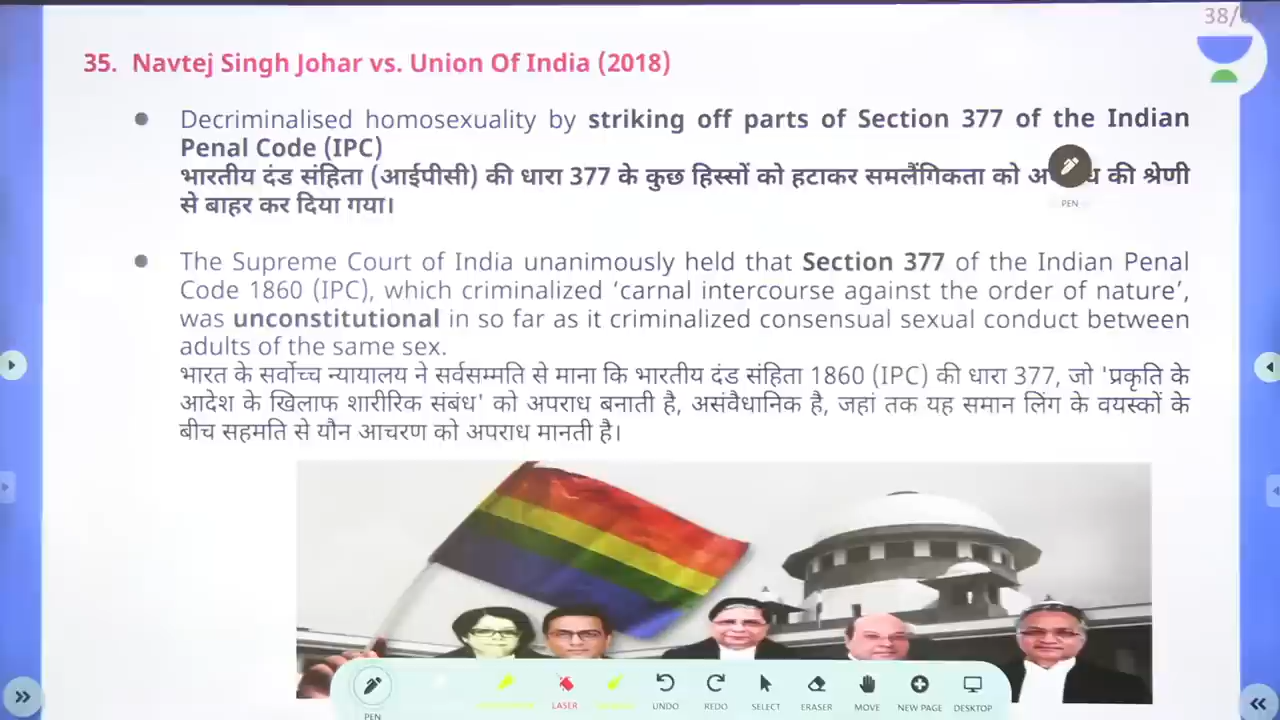 38/
35. Navtej Singh Johar vs. Union Of India (2018)
Decriminalised homosexuality by striking off parts of Section 377 of the Indian
Penal Code (IPC)
भारतीय दंड संहिता (आईपीसी) की धारा 377 के कुछ हिस्सों को हटाकर समलैंगिकता को की श्रेणी
से बाहर कर दिया गया।
PEN
The Supreme Court of India unanimously held that Section 377 of the Indian Penal
Code 1860 (IPC), which criminalized ‘carnal intercourse against the order of nature’,
was unconstitutional in so far as it criminalized consensual sexual conduct between
adults of the same sex.
भारत के सर्वोच्च न्यायालय ने सर्वसम्मति से माना कि भारतीय दंड संहिता 1860 (IPC) की धारा 377, जो 'प्रकृति के
आदेश के खिलाफ शारीरिक संबंध' को अपराध बनाती है, असंवैधानिक है, जहां तक यह समान लिंग के वयस्कों के
बीच सहमति से यौन आचरण को अपराध मानती है।
PEN LASER UNDO REDO SELECT ERASER MOVE NEW PAGE DESKTOP